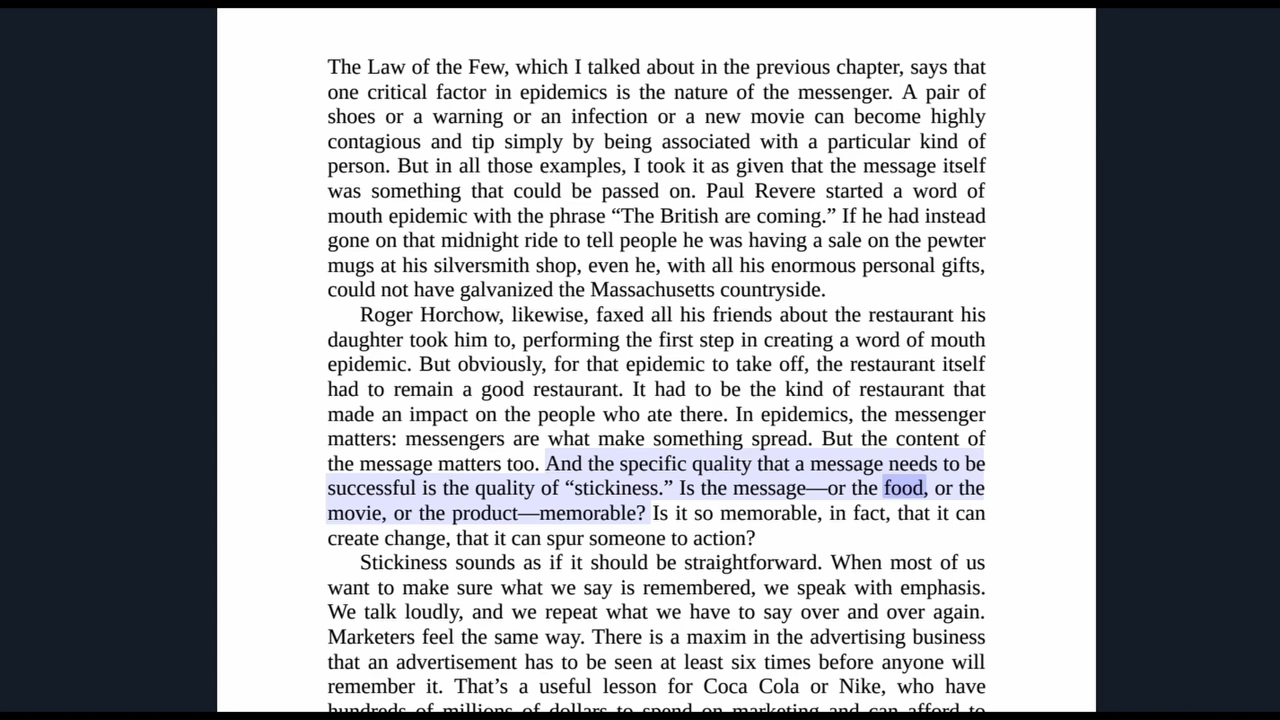 The Law of the Few, which I talked about in the previous chapter, says that
one critical factor in epidemics is the nature of the messenger. A pair of
shoes or a warning or an infection or a new movie can become highly
contagious and tip simply by being associated with a particular kind of
person. But in all those examples, I took it as given that the message itself
was something that could be passed on. Paul Revere started a word of
mouth epidemic with the phrase “The British are coming.” If he had instead
gone on that midnight ride to tell people he was having a sale on the pewter
mugs at his silversmith shop, even he, with all his enormous personal gifts,
could not have galvanized the Massachusetts countryside.
Roger Horchow, likewise, faxed all his friends about the restaurant his
daughter took him to, performing the first step in creating a word of mouth
epidemic. But obviously, for that epidemic to take off, the restaurant itself
had to remain a good restaurant. It had to be the kind of restaurant that
made an impact on the people who ate there. In epidemics, the messenger
matters: messengers are what make something spread. But the content of
the message matters too. And the specific quality that a message needs to be
successful is the quality of “stickiness.” Is the message—or the food, or the
movie, or the product—memorable? Is it so memorable, in fact, that it can
create change, that it can spur someone to action?
Stickiness sounds as if it should be straightforward. When most of us
want to make sure what we say is remembered, we speak with emphasis.
We talk loudly, and we repeat what we have to say over and over again.
Marketers feel the same way. There is a maxim in the advertising business
that an advertisement has to be seen at least six times before anyone will
remember it. That’s a useful lesson for Coca Cola or Nike, who have
hundreds of millions of dollars to spend on marketing and can afford to